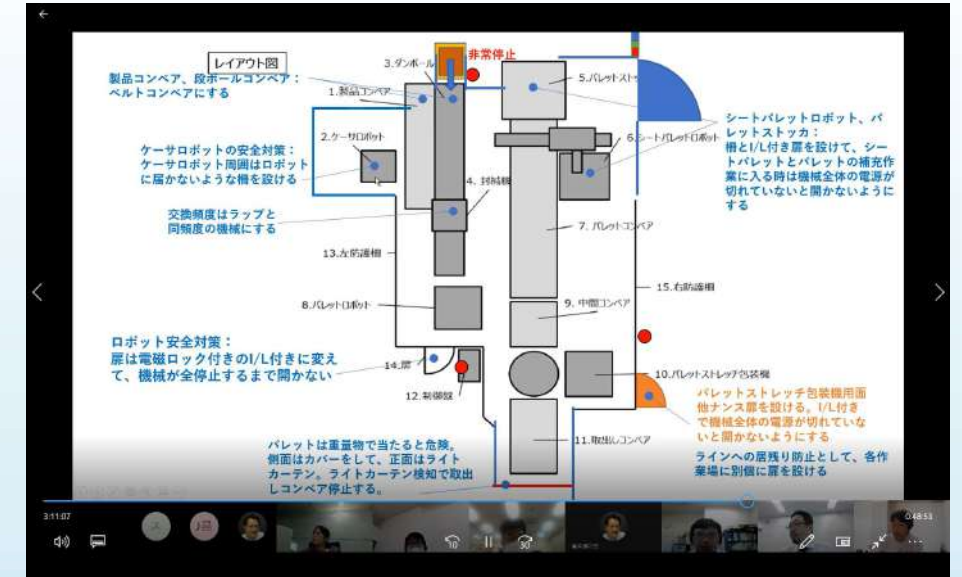 レイアウト図
非常停止
製品コンベア、段ボールコンベア：
ベルトコンベアにする
3.ダンボール
1.製品コンベア
5.パレットスト
2.ケーサロボット
6.シートパレットロボット
シートパレットロボット、パ
レットストッカ：
柵とI/L付き扉を設けて、シー
トパレットとパレットの補充作
業に入る時は機械全体の電源が
切れていないと開かないように
する
ケーサロボットの安全対策：
ケーサロボット周囲はロボット
に届かないような柵を設ける
4. 封緘機
交換頻度はラップと
同頻度の機械にする
7. パレットコンベア
13.左防護柵
15.右防護柵
8.パレットロボット
9. 中間コンベア
ロボット安全対策：
扉は電磁ロック付きのI/L付きに変え
て、機械が全停止するまで開かない
14.扉
12.制御盤
10.パレットストレッチ包装機
パレットストレッチ包装機用面
他ナンス扉を設ける。I/L付き
で機械全体の電源が切れていな
いと開かないようにする
11.取出しコンベア
パレットは重量物で当たると危険。
側面はカバーをして、正面はライト
カーテン。ライトカーテン検知で取出
しコンベア停止する。
ラインへの居残り防止として、各作
業場に別個に扉を設ける
3:11:07
0:48:53
10
30